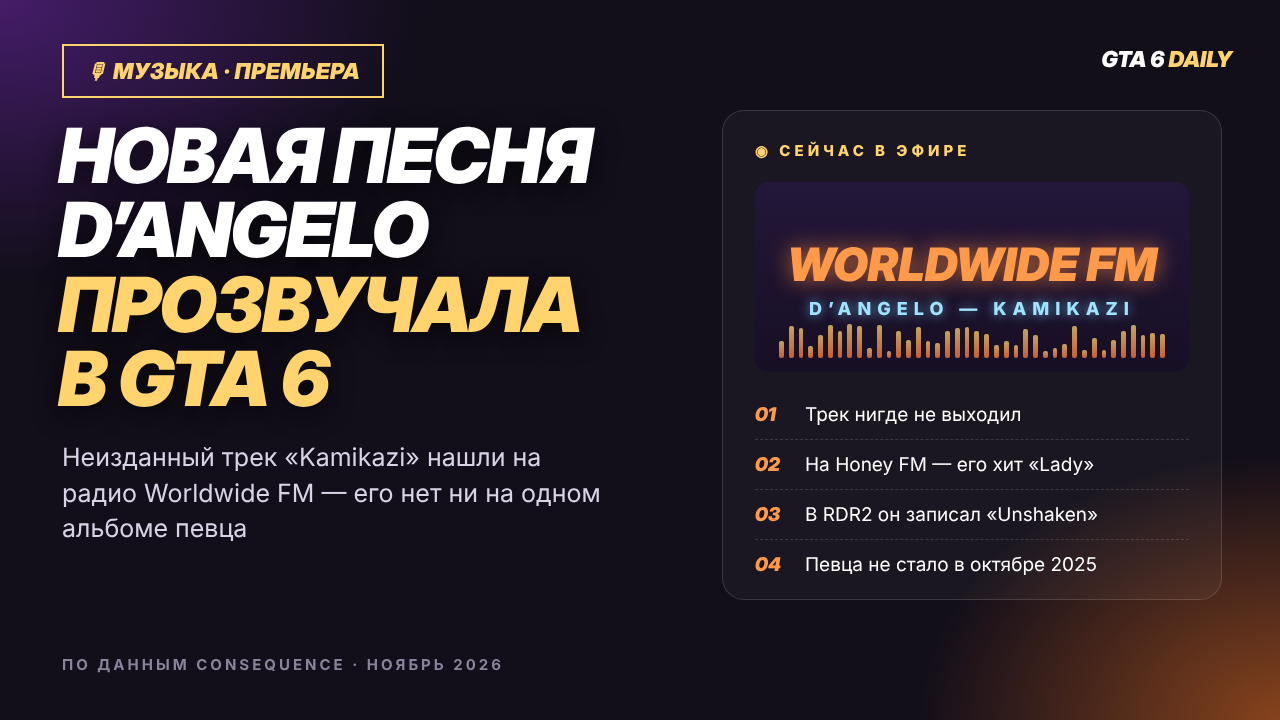 🎙 МУЗЫКА · ПРЕМЬЕРА
GTA 6 DAILY
НОВАЯ ПЕСНЯ
D’ANGELO
ПРОЗВУЧАЛА
В GTA 6
Неизданный трек «Kamikazi» нашли на
радио Worldwide FM — его нет ни на одном
альбоме певца
◉ СЕЙЧАС В ЭФИРЕ
WORLDWIDE FM
D’ANGELO — KAMIKAZI
01 Трек нигде не выходил
02 На Honey FM — его хит «Lady»
03 В RDR2 он записал «Unshaken»
04 Певца не стало в октябре 2025
ПО ДАННЫМ CONSEQUENCE · НОЯБРЬ 2026